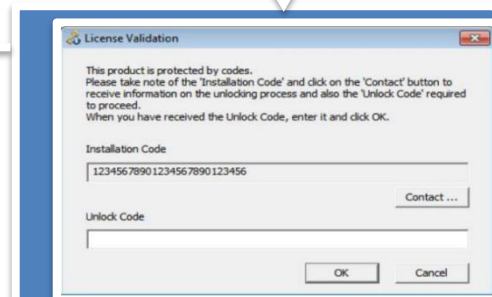 License Validation
This product is protected by codes.
Please take note of the 'Installation Code' and click on the 'Contact' button to
receive information on the unlocking process and also the 'Unlock Code' required
to proceed.
When you have received the Unlock Code, enter it and click OK.
Installation Code
12345678901234567890123456
Contact ...
Unlock Code
OK Cancel